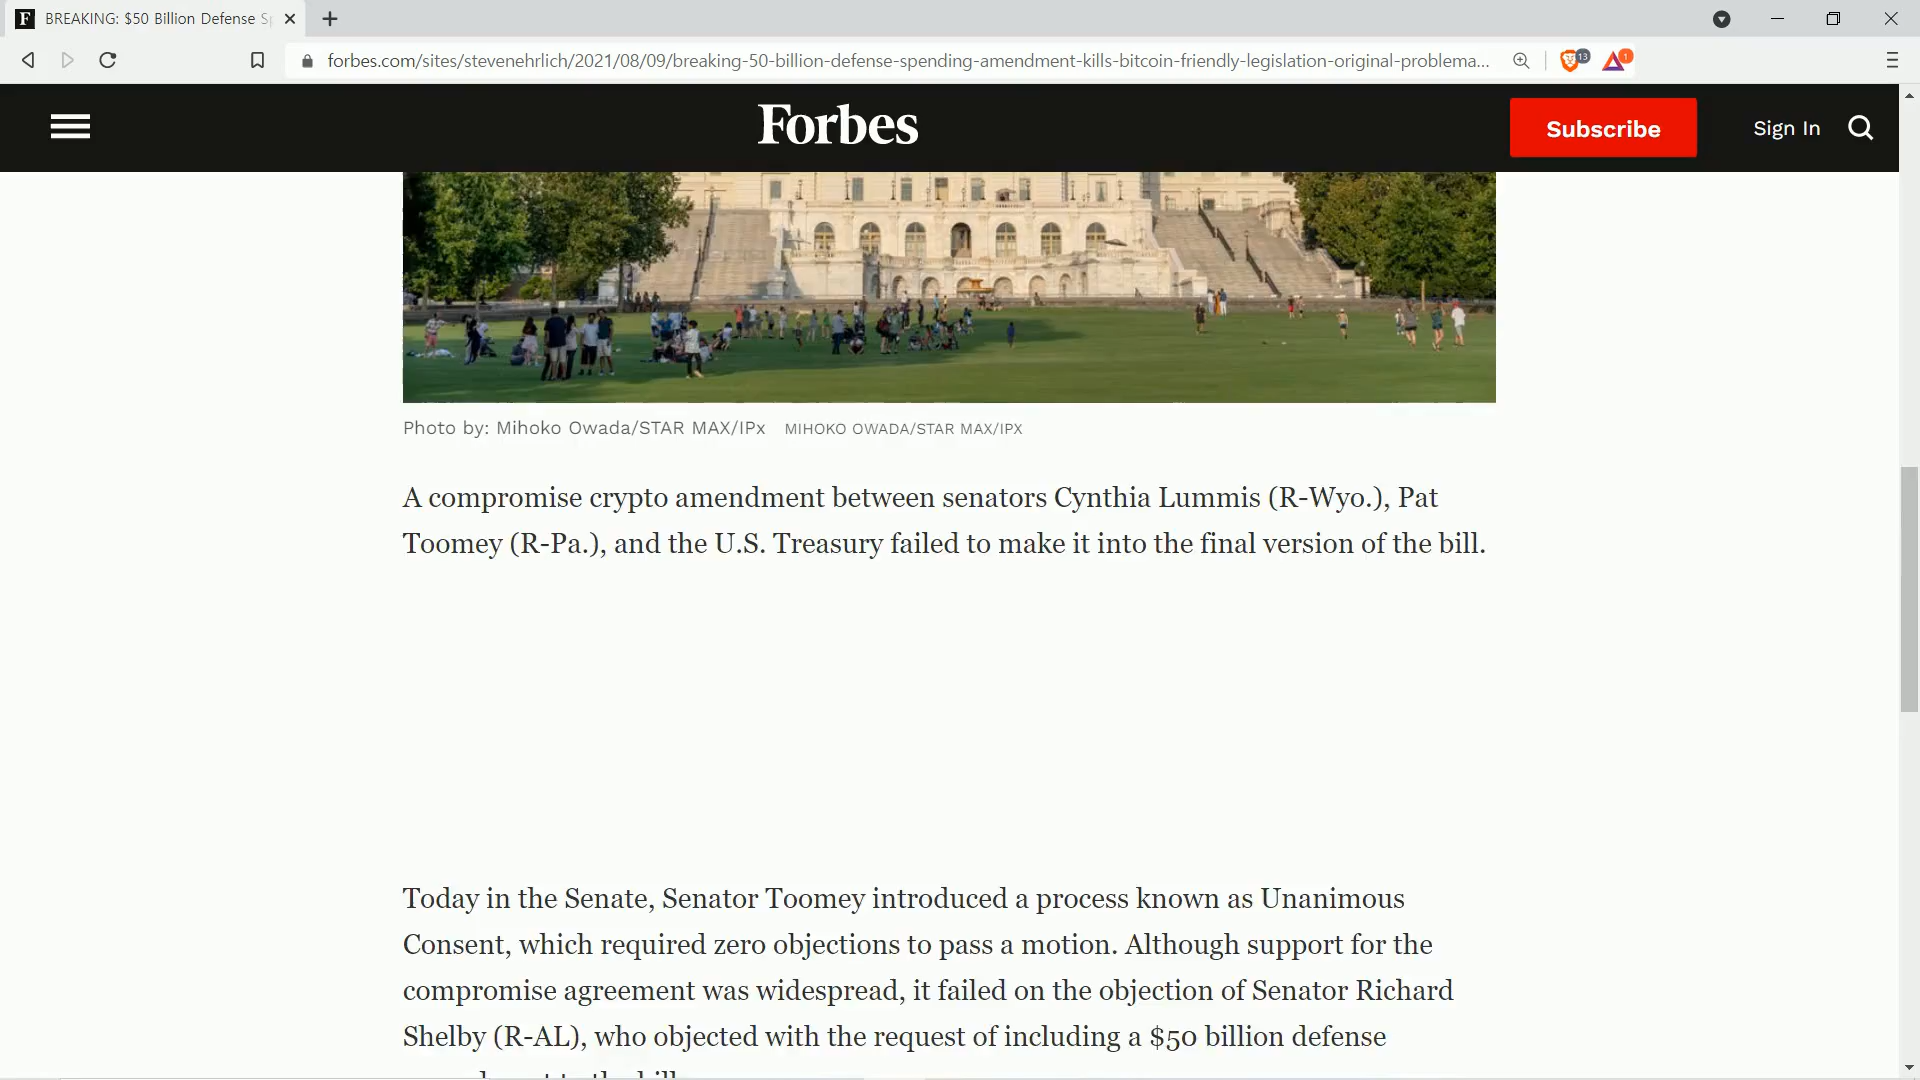 F BREAKING: $50 Billion Defense S
forbes.com/sites/stevenehrlich/2021/08/09/breaking-50-billion-defense-spending-amendment-kills-bitcoin-friendly-legislation-original-problema...
13
1
Forbes
Subscribe
Sign In
Photo by: Mihoko Owada/STAR MAX/IPx MIHOKO OWADA/STAR MAX/IPX
A compromise crypto amendment between senators Cynthia Lummis (R-Wyo.), Pat
Toomey (R-Pa.), and the U.S. Treasury failed to make it into the final version of the bill.
Today in the Senate, Senator Toomey introduced a process known as Unanimous
Consent, which required zero objections to pass a motion. Although support for the
compromise agreement was widespread, it failed on the objection of Senator Richard
Shelby (R-AL), who objected with the request of including a $50 billion defense